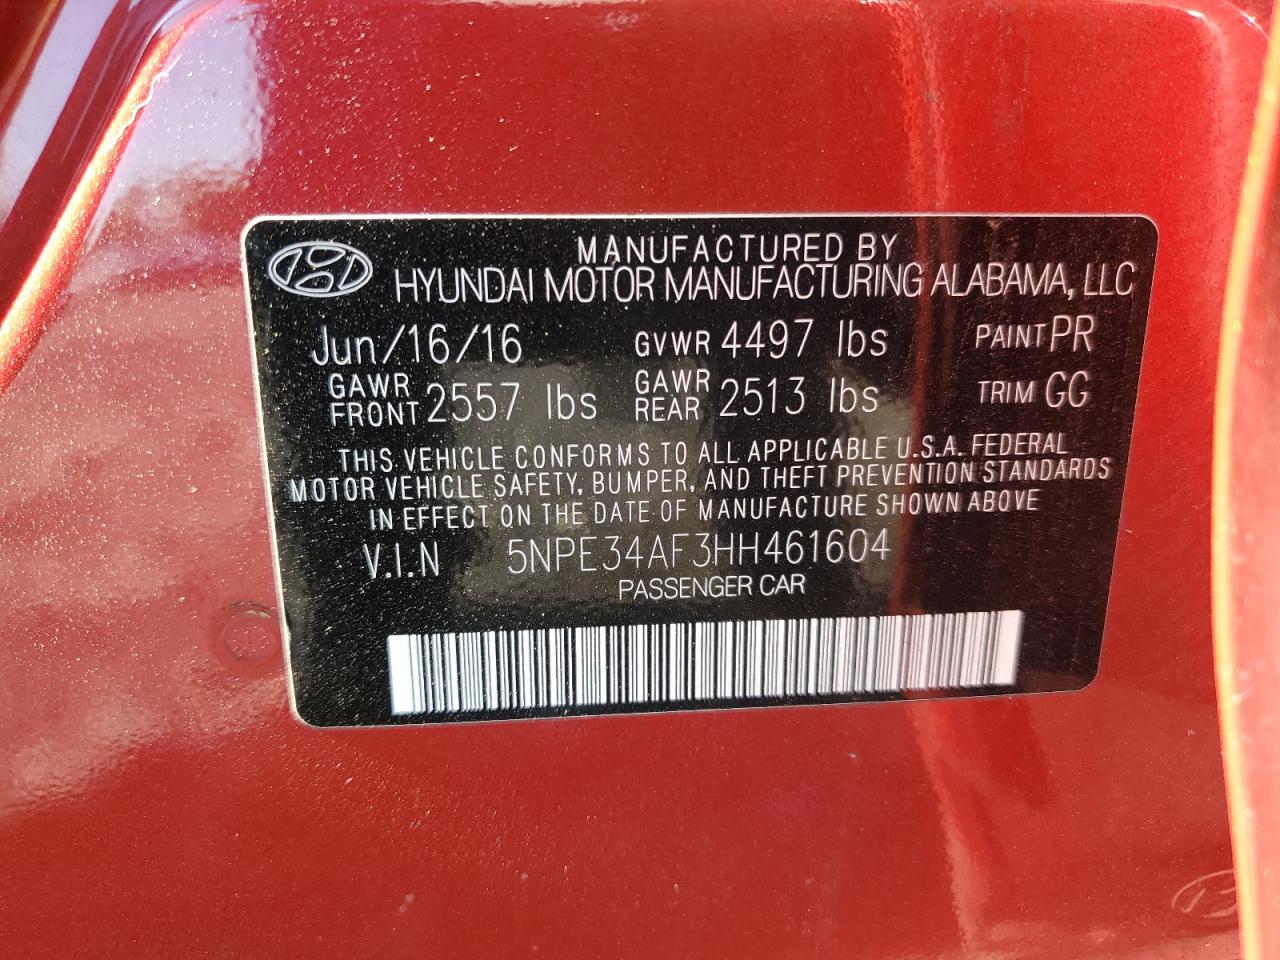 MANUFACTURED BY
HYUNDAI MOTOR MANUFACTURING ALABAMA, LLC
Jun/16/16 GVWR 4497 lbs PAINT PR
GAWR FRONT 2557 lbs GAWR REAR 2513 lbs TRIM GG
THIS VEHICLE CONFORMS TO ALL APPLICABLE U.S.A. FEDERAL
MOTOR VEHICLE SAFETY, BUMPER, AND THEFT PREVENTION STANDARDS
IN EFFECT ON THE DATE OF MANUFACTURE SHOWN ABOVE
V.I.N 5NPE34AF3HH461604
PASSENGER CAR